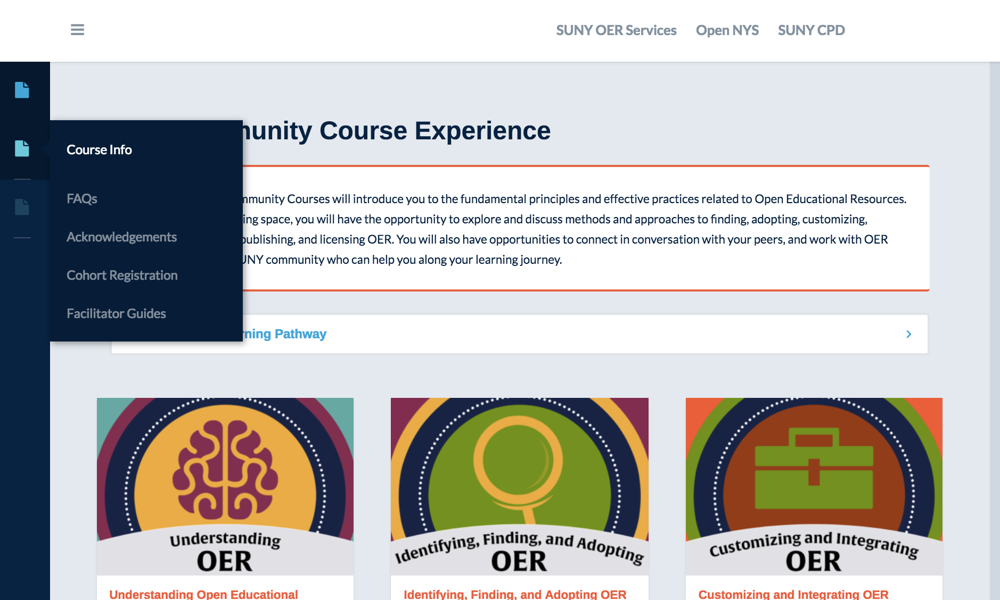 SUNY OER Services Open NYS SUNY CPD
Course Experience
Course Info
FAQs
Acknowledgements
Cohort Registration
Facilitator Guides
Courses will introduce you to the fundamental principles and effective practices related to Open Educational Resources.
space, you will have the opportunity to explore and discuss methods and approaches to finding, adopting, customizing,
publishing, and licensing OER. You will also have opportunities to connect in conversation with your peers, and work with OER
community who can help you along your learning journey.
Pathway
Understanding
OER
Identifying, Finding, and Adopting
OER
Customizing and Integrating
OER
Understanding Open Educational
Identifying, Finding, and Adopting OER
Customizing and Integrating OER